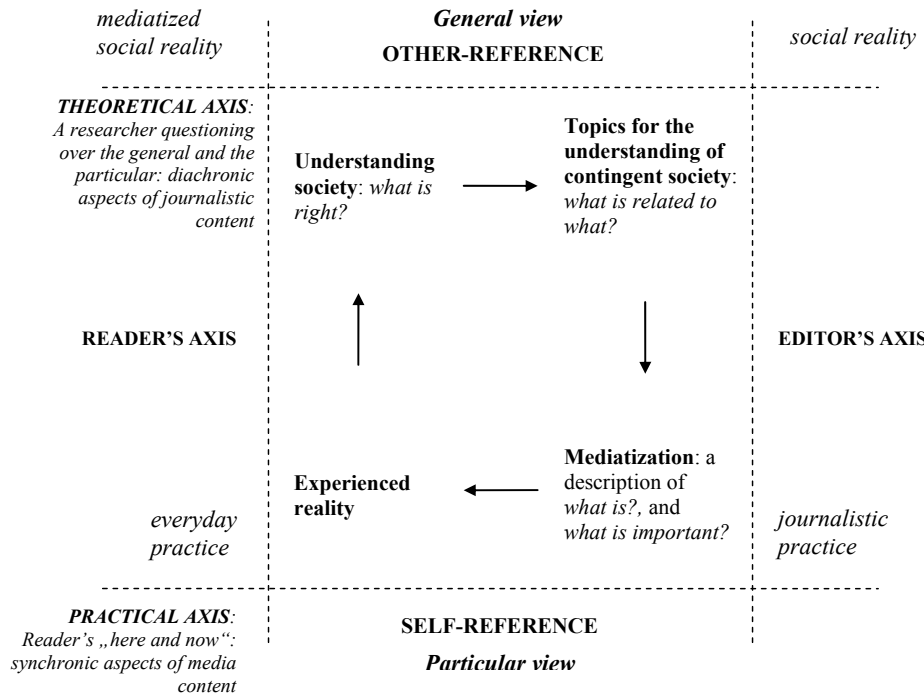 mediatized
social reality
General view
OTHER-REFERENCE
social reality
THEORETICAL AXIS:
A researcher questioning
over the general and the
particular: diachronic
aspects of journalistic
content
Understanding
society: what is
right?
Topics for the
understanding of
contingent society:
what is related to
what?
READER'S AXIS
EDITOR'S AXIS
Experienced
reality
Mediatization: a
description of
what is?, and
what is important?
everyday
practice
journalistic
practice
PRACTICAL AXIS:
Reader's „here and now“:
synchronic aspects of media
content
SELF-REFERENCE
Particular view